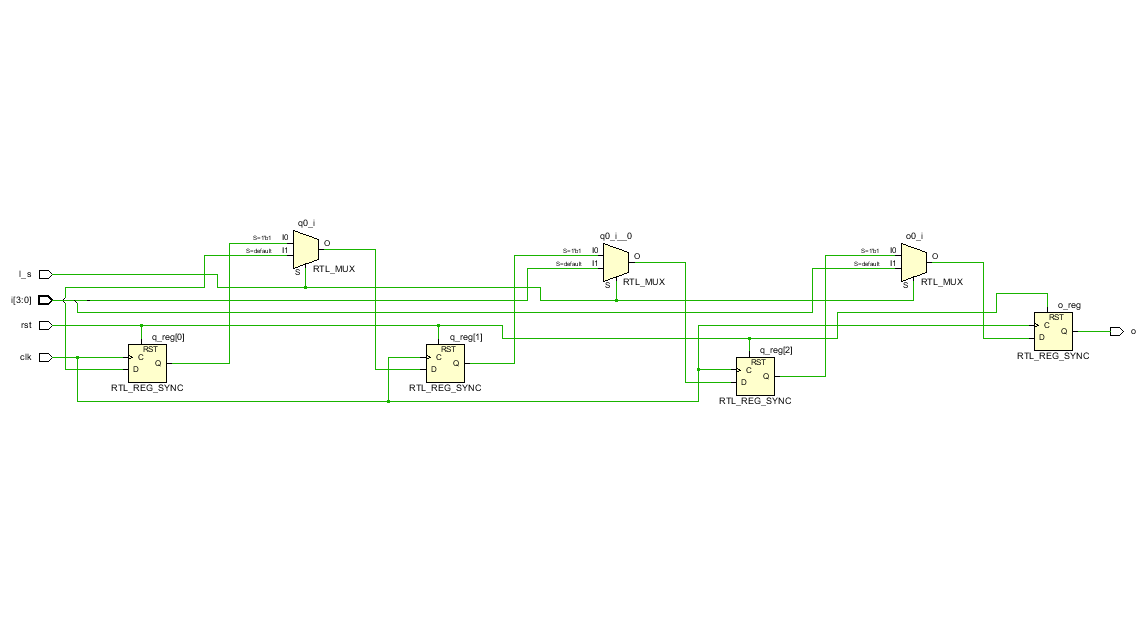 q0_i
S=1'b1 I0
S=default I1
O
S
RTL_MUX
q0_i__0
S=1'b1 I0
S=default I1
O
S
RTL_MUX
o0_i
S=1'b1 I0
S=default I1
O
S
RTL_MUX
l_s
i[3:0]
rst
clk
q_reg[0]
RST
C
Q
D
RTL_REG_SYNC
q_reg[1]
RST
C
Q
D
RTL_REG_SYNC
q_reg[2]
RST
C
Q
D
RTL_REG_SYNC
o_reg
RST
C
Q
D
RTL_REG_SYNC
o